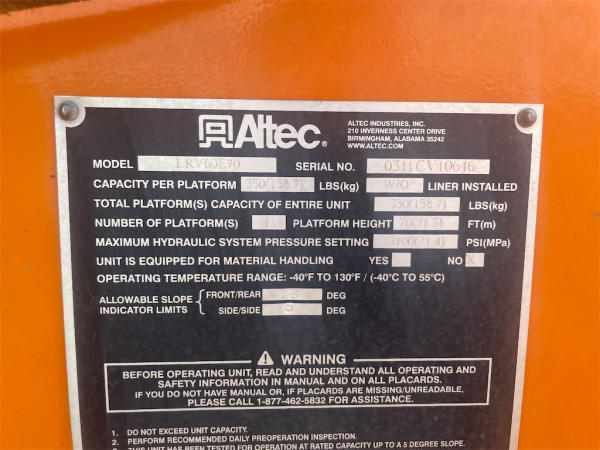 Altec®
ALTEC INDUSTRIES, INC.
210 INVERNESS CENTER DRIVE
BIRMINGHAM, ALABAMA 35242
WWW.ALTEC.COM
MODEL LRV60E70 SERIAL NO. 0311CV10646
CAPACITY PER PLATFORM 350(158.7) LBS(kg) W/O LINER INSTALLED
TOTAL PLATFORM(S) CAPACITY OF ENTIRE UNIT 350(158.7) LBS(kg)
NUMBER OF PLATFORM(S) 1 PLATFORM HEIGHT 70(21.3) FT(m)
MAXIMUM HYDRAULIC SYSTEM PRESSURE SETTING 3100(21.4) PSI(MPa)
UNIT IS EQUIPPED FOR MATERIAL HANDLING YES NO X
OPERATING TEMPERATURE RANGE: -40°F TO 130°F / (-40°C TO 55°C)
ALLOWABLE SLOPE INDICATOR LIMITS
FRONT/REAR 5 DEG
SIDE/SIDE 5 DEG
WARNING
BEFORE OPERATING UNIT, READ AND UNDERSTAND ALL OPERATING AND
SAFETY INFORMATION IN MANUAL AND ON ALL PLACARDS.
IF YOU DO NOT HAVE MANUAL OR, IF PLACARDS ARE MISSING/UNREADABLE,
PLEASE CALL 1-877-462-5832 FOR ASSISTANCE.
1. DO NOT EXCEED UNIT CAPACITY.
2. PERFORM RECOMMENDED DAILY PREOPERATION INSPECTION.
3. THIS UNIT HAS BEEN TESTED FOR OPERATION AT RATED CAPACITY UP TO A 5 DEGREE SLOPE.